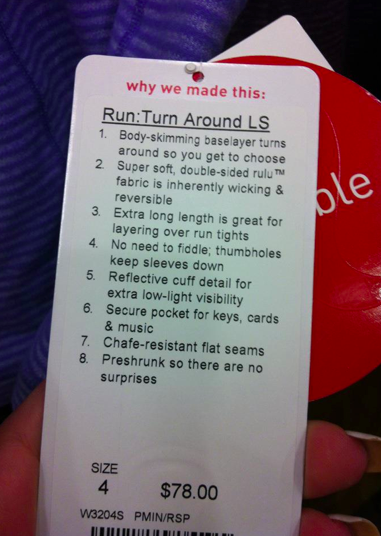 why we made this:
Run:Turn Around LS
1. Body-skimming baselayer turns
around so you get to choose
2. Super soft, double-sided rulu™
fabric is inherently wicking &
reversible
3. Extra long length is great for
layering over run tights
4. No need to fiddle; thumbholes
keep sleeves down
5. Reflective cuff detail for
extra low-light visibility
6. Secure pocket for keys, cards
& music
7. Chafe-resistant flat seams
8. Preshrunk so there are no
surprises
SIZE
4 $78.00
W3204S PMIN/RSP
ble